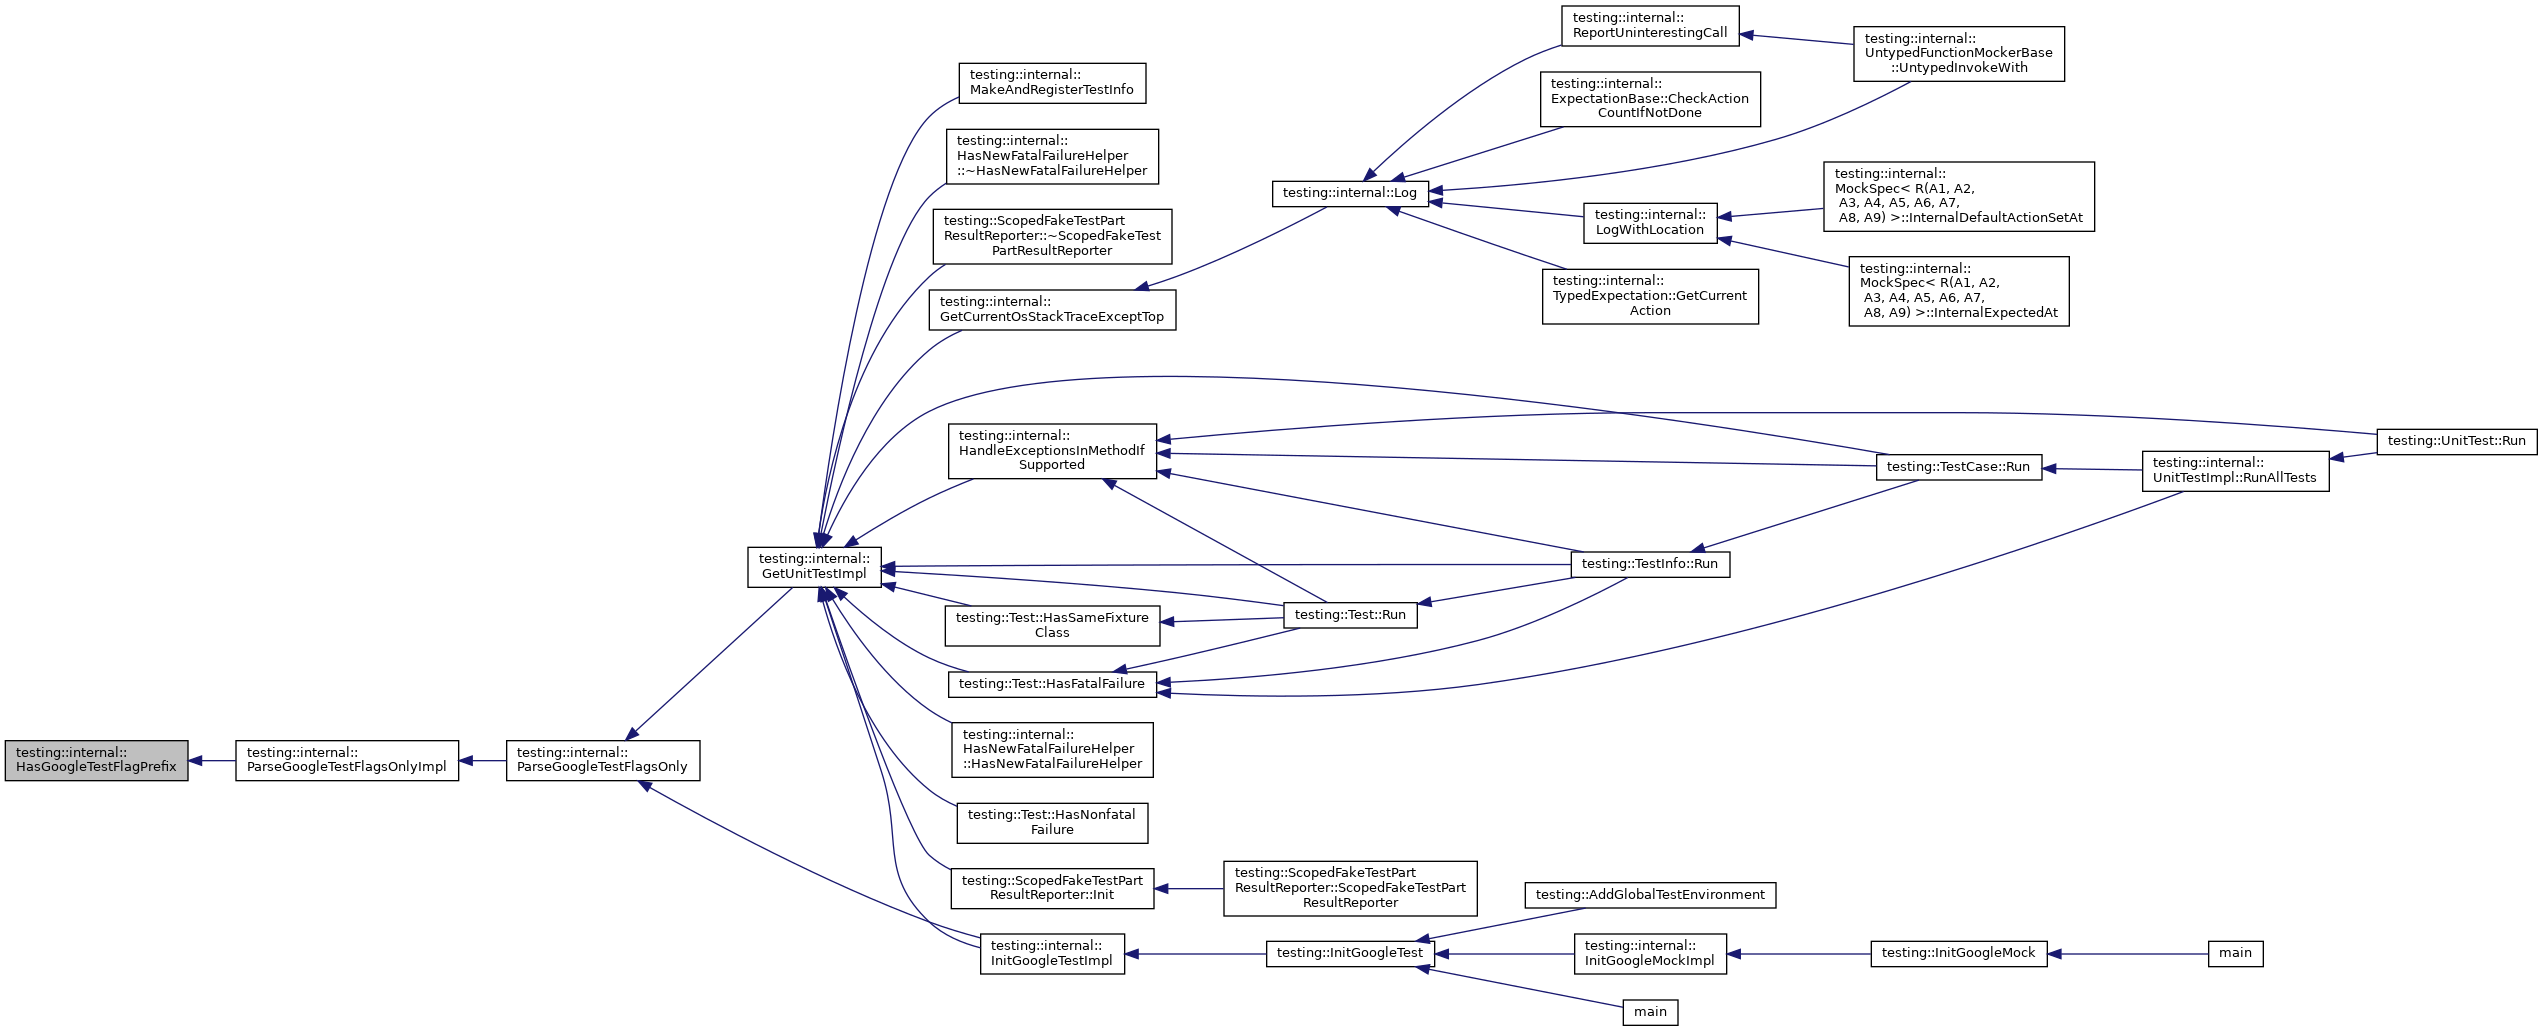 testing::internal::
HasGoogleTestFlagPrefix
testing::internal::
ParseGoogleTestFlagsOnlyImpl
testing::internal::
ParseGoogleTestFlagsOnly
testing::internal::
GetUnitTestImpl
testing::internal::
MakeAndRegisterTestInfo
testing::internal::
HasNewFatalFailureHelper
::~HasNewFatalFailureHelper
testing::ScopedFakeTestPart
ResultReporter::~ScopedFakeTest
PartResultReporter
testing::internal::
GetCurrentOsStackTraceExceptTop
testing::internal::Log
testing::internal::
ReportUninterestingCall
testing::internal::
UntypedFunctionMockerBase
::UntypedInvokeWith
testing::internal::
ExpectationBase::CheckAction
CountIfNotDone
testing::internal::
LogWithLocation
testing::internal::
MockSpec< R(A1, A2,
A3, A4, A5, A6, A7,
A8, A9) >::InternalDefaultActionSetAt
testing::internal::
MockSpec< R(A1, A2,
A3, A4, A5, A6, A7,
A8, A9) >::InternalExpectedAt
testing::internal::
TypedExpectation::GetCurrent
Action
testing::internal::
HandleExceptionsInMethodIf
Supported
testing::UnitTest::Run
testing::TestCase::Run
testing::internal::
UnitTestImpl::RunAllTests
testing::TestInfo::Run
testing::Test::Run
testing::Test::HasSameFixture
Class
testing::Test::HasFatalFailure
testing::internal::
HasNewFatalFailureHelper
::HasNewFatalFailureHelper
testing::Test::HasNonfatal
Failure
testing::ScopedFakeTestPart
ResultReporter::Init
testing::ScopedFakeTestPart
ResultReporter::ScopedFakeTestPart
ResultReporter
testing::internal::
InitGoogleTestImpl
testing::InitGoogleTest
testing::AddGlobalTestEnvironment
testing::internal::
InitGoogleMockImpl
testing::InitGoogleMock
main
main